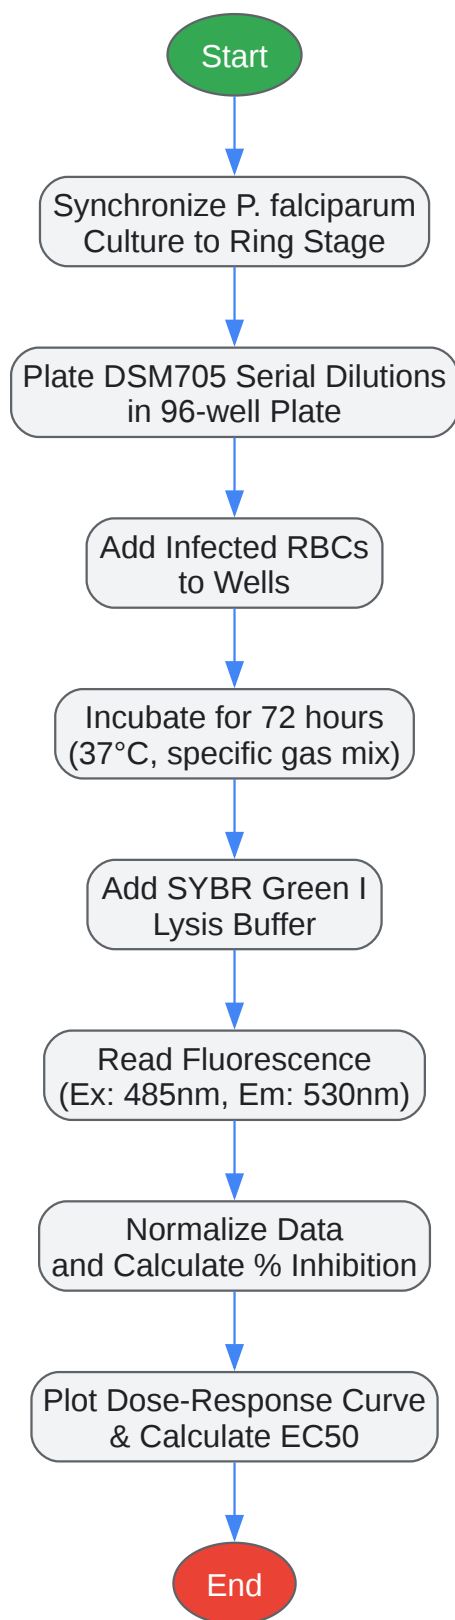 Start
Synchronize P. falciparum
Culture to Ring Stage
Plate DSM705 Serial Dilutions
in 96-well Plate
Add Infected RBCs
to Wells
Incubate for 72 hours
(37°C, specific gas mix)
Add SYBR Green I
Lysis Buffer
Read Fluorescence
(Ex: 485nm, Em: 530nm)
Normalize Data
and Calculate % Inhibition
Plot Dose-Response Curve
& Calculate EC50
End